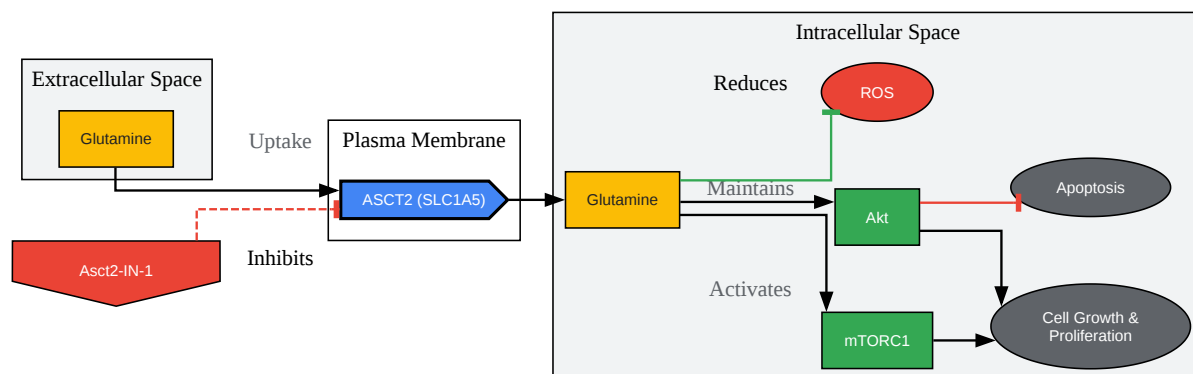 Intracellular Space
Extracellular Space
Reduces
ROS
Glutamine
Uptake
Plasma Membrane
Maintains
Apoptosis
ASCT2 (SLC1A5)
Glutamine
Akt
Asct2-IN-1
Inhibits
Activates
mTORC1
Cell Growth &
Proliferation